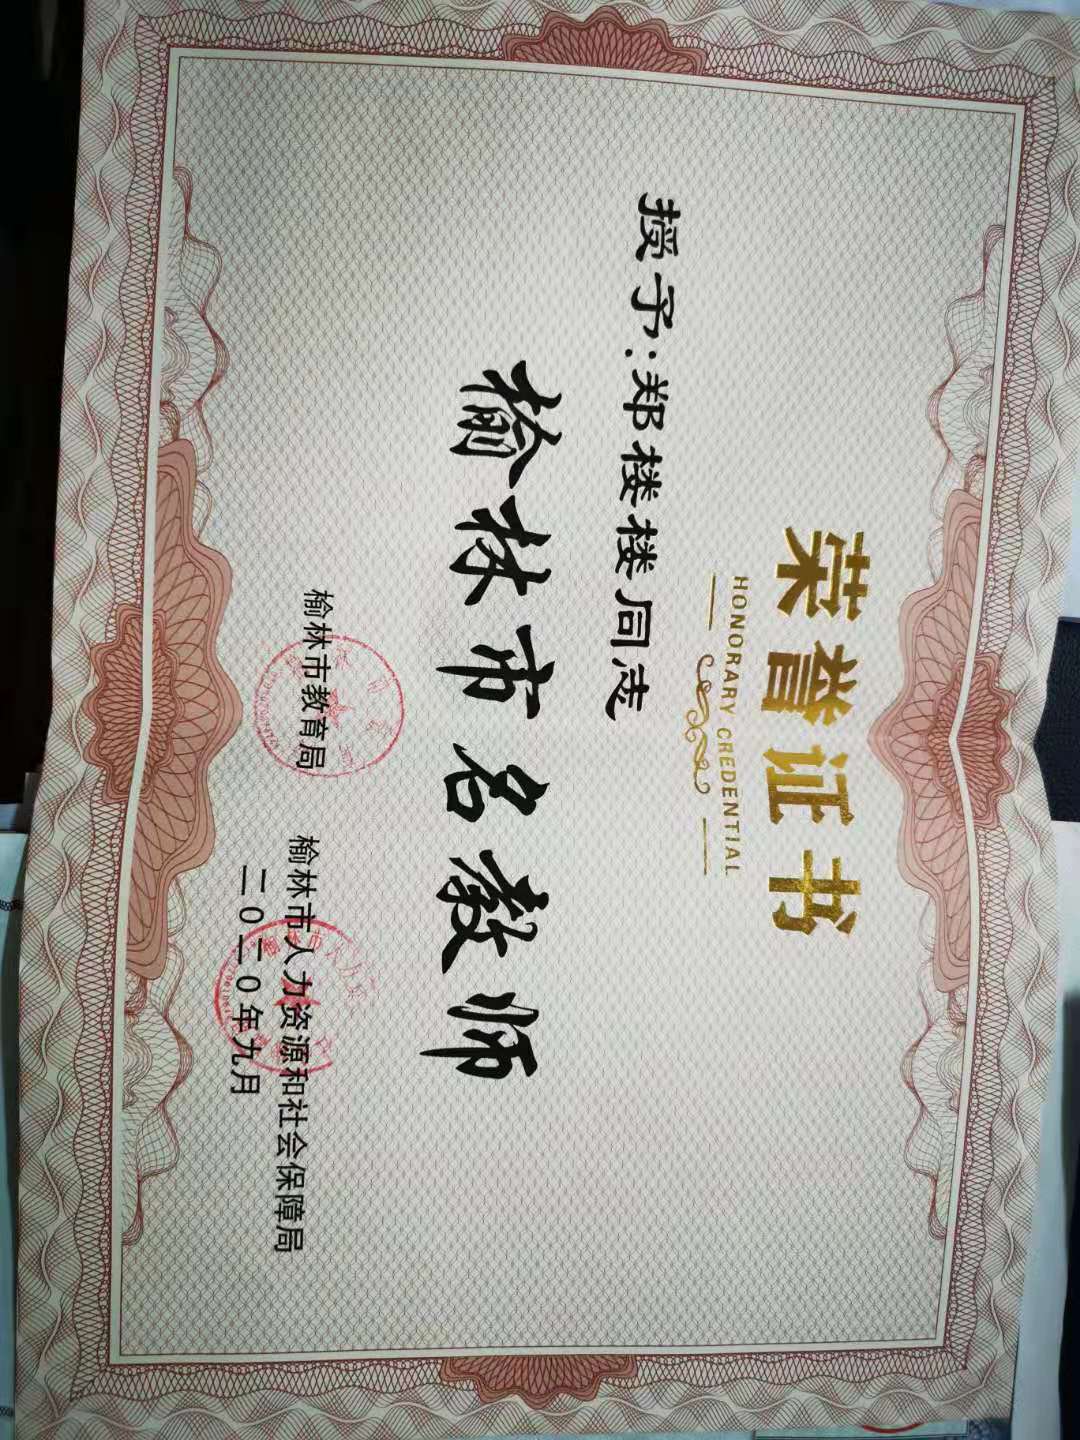 荣誉证书
HONORARY CREDENTIAL
授予:郑楼楼同志
榆林市名教师
榆林市教育局
榆林市人力资源和社会保障局
二〇二〇年九月